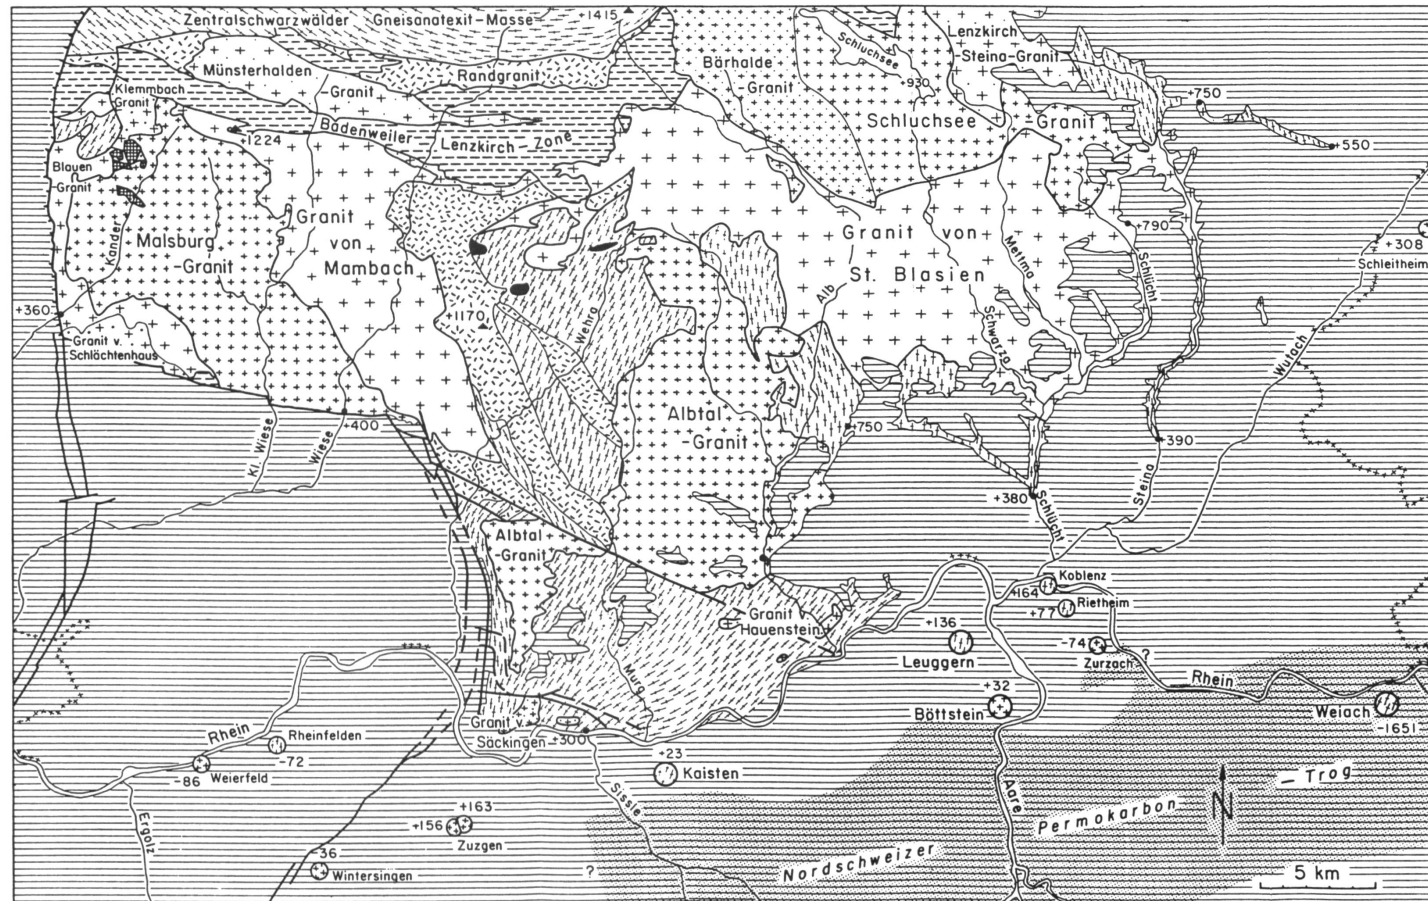 Zentralschwarzwälder Gneisanatexit-Masse
+1415
Münsterhalden
-Granit
Randgranit
Klemmbach
Granit
Bärhalde
-Granit
Schluchsee
+930
Lenzkirch
-Steina-Granit
Schluchsee -Granit
+750
+550
+1224
Badenweiler
Lenzkirch-Zone
Blauen
-Granit
Kander
Malsburg
-Granit
Granit
von
Mambach
Granit von
St. Blasien
Alb
Mettma
Schwarza
+790
Schlücht
+308
Schleitheim
Wutach
+360
Granit v.
Schlächtenhaus
+1170
Wehra
Albtal
-Granit
+750
+390
Kl. Wiese
Wiese
+400
+380
Schlücht
Steina
Albtal
-Granit
Granit v.
Hauenstein
Koblenz
+164
Rietheim
+77
+136
Leuggern
-74
Zurzach
?
Rhein
+32
Böttstein
Weiach
-1651
Murg
Granit v.
Säckingen
+300
Rhein
Rheinfelden
-72
-86
Weierfeld
+23
Kaisten
Sissle
Aare
Ergolz
+163
+156
Zuzgen
-36
Wintersingen
?
Nordschweizer
Permokarbon
-Trog
N
5 km